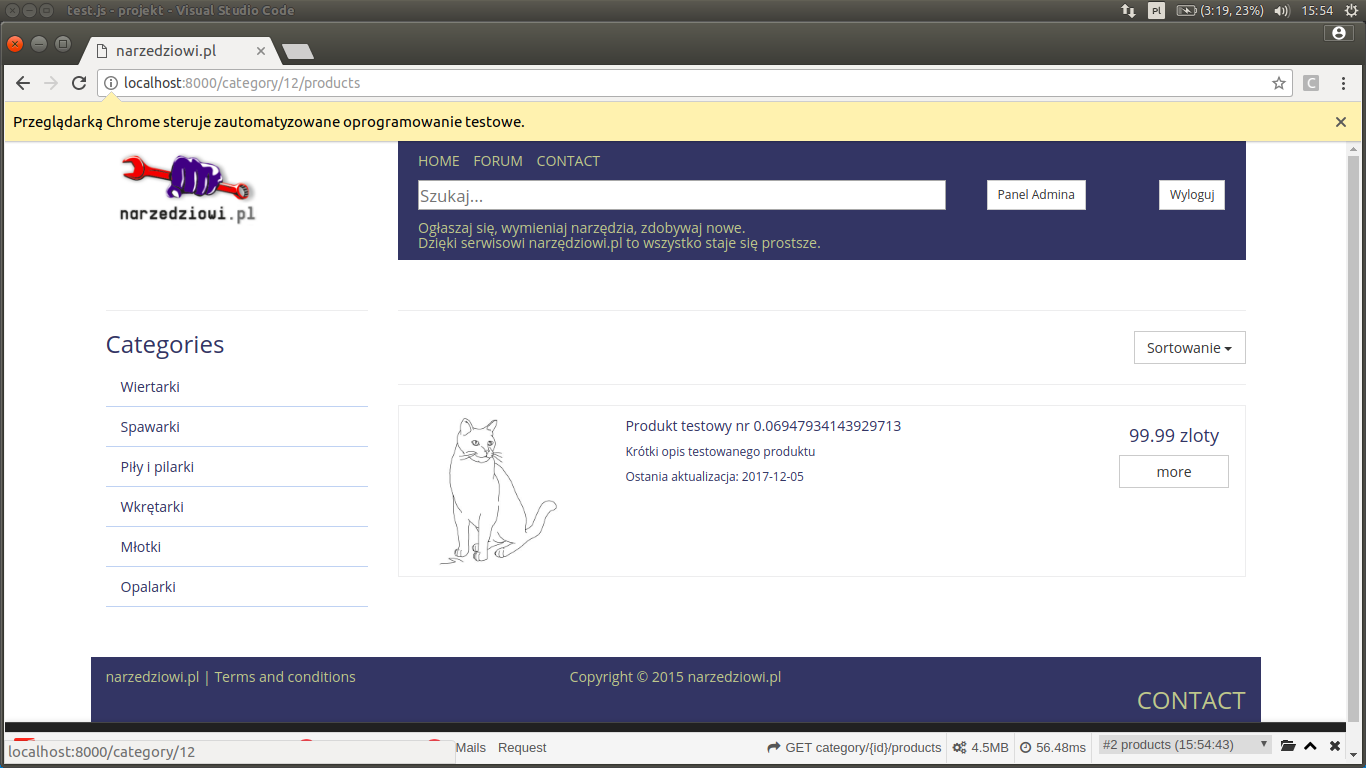 test.js - projekt - Visual Studio Code
Pl
(3:19, 23%)
15:54
narzedziowi.pl
localhost:8000/category/12/products
C
Przeglądarką Chrome steruje zautomatyzowane oprogramowanie testowe.
narzedziowi.pl
HOME FORUM CONTACT
Szukaj...
Panel Admina
Wyloguj
Ogłaszaj się, wymieniaj narzędzia, zdobywaj nowe.
Dzięki serwisowi narzędziowi.pl to wszystko staje się prostsze.
Categories
Wiertarki
Spawarki
Piły i pilarki
Wkrętarki
Młotki
Opalarki
Sortowanie
Produkt testowy nr 0.06947934143929713
Krótki opis testowanego produktu
Ostania aktualizacja: 2017-12-05
99.99 zloty
more
narzedziowi.pl | Terms and conditions
Copyright © 2015 narzedziowi.pl
CONTACT
localhost:8000/category/12
Mails
Request
GET category/{id}/products
4.5MB
56.48ms
#2 products (15:54:43)